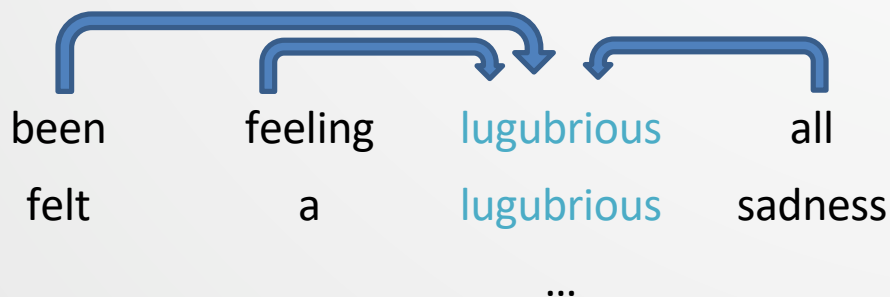 been feeling lugubrious all
felt a lugubrious sadness
...